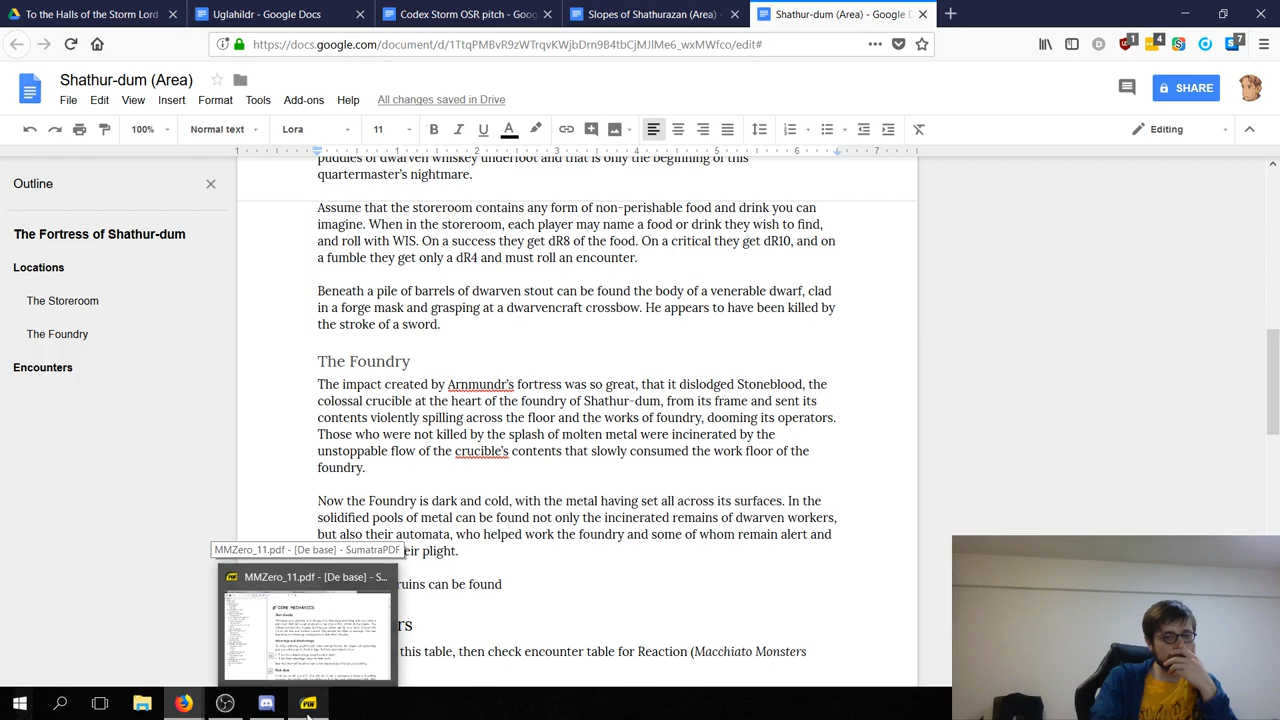 To the Halls of the Storm Lord
Uglahildr - Google Docs
Codex Storm OSR pitch - Goog
Slopes of Shathurazan (Area) -
Shathur-dum (Area) - Google D
https://docs.google.com/document/d/1TtqPMBvR9zWTrqvKWjbDrn9B4tbCjMJlMe6_wxMWfco/edit#
1
4
7
Shathur-dum (Area)
File Edit View Insert Format Tools Add-ons Help All changes saved in Drive
SHARE
100% Normal text Lora 11 B I U A Editing
1 1 2 3 4 5 6 7
Outline
The Fortress of Shathur-dum
Locations
The Storeroom
The Foundry
Encounters
puddles of dwarven whiskey underfoot and that is only the beginning of this
quartermaster's nightmare.
Assume that the storeroom contains any form of non-perishable food and drink you can
imagine. When in the storeroom, each player may name a food or drink they wish to find,
and roll with WIS. On a success they get dR8 of the food. On a critical they get dR10, and on
a fumble they get only a dR4 and must roll an encounter.
Beneath a pile of barrels of dwarven stout can be found the body of a venerable dwarf, clad
in a forge mask and grasping at a dwarvencraft crossbow. He appears to have been killed by
the stroke of a sword.
The Foundry
The impact created by Arnmundr's fortress was so great, that it dislodged Stoneblood, the
colossal crucible at the heart of the foundry of Shathur-dum, from its frame and sent its
contents violently spilling across the floor and the works of foundry, dooming its operators.
Those who were not killed by the splash of molten metal were incinerated by the
unstoppable flow of the crucible's contents that slowly consumed the work floor of the
foundry.
Now the Foundry is dark and cold, with the metal having set all across its surfaces. In the
solidified pools of metal can be found not only the incinerated remains of dwarven workers,
but also their automata, who helped work the foundry and some of whom remain alert and
eir plight.
ruins can be found
his table, then check encounter table for Reaction (Macchiato Monsters
MMZero_11.pdf - [De base] - SumatraPDF
MMZero_11.pdf - [De base] - S...
CORE MECHANICS
PDF